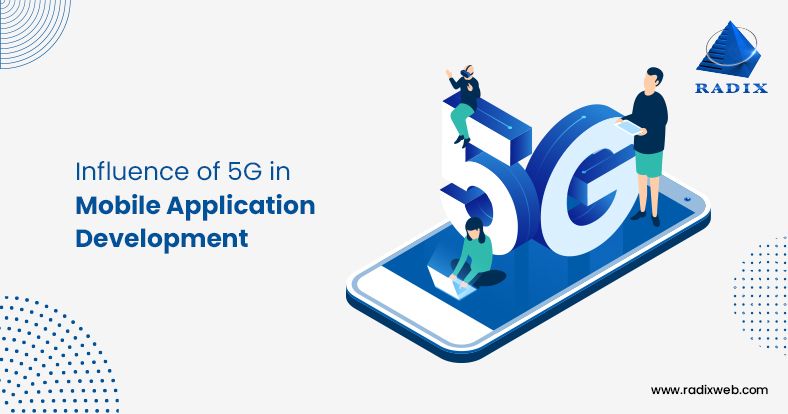 RADIX
Influence of 5G in
Mobile Application
Development
5G
www.radixweb.com